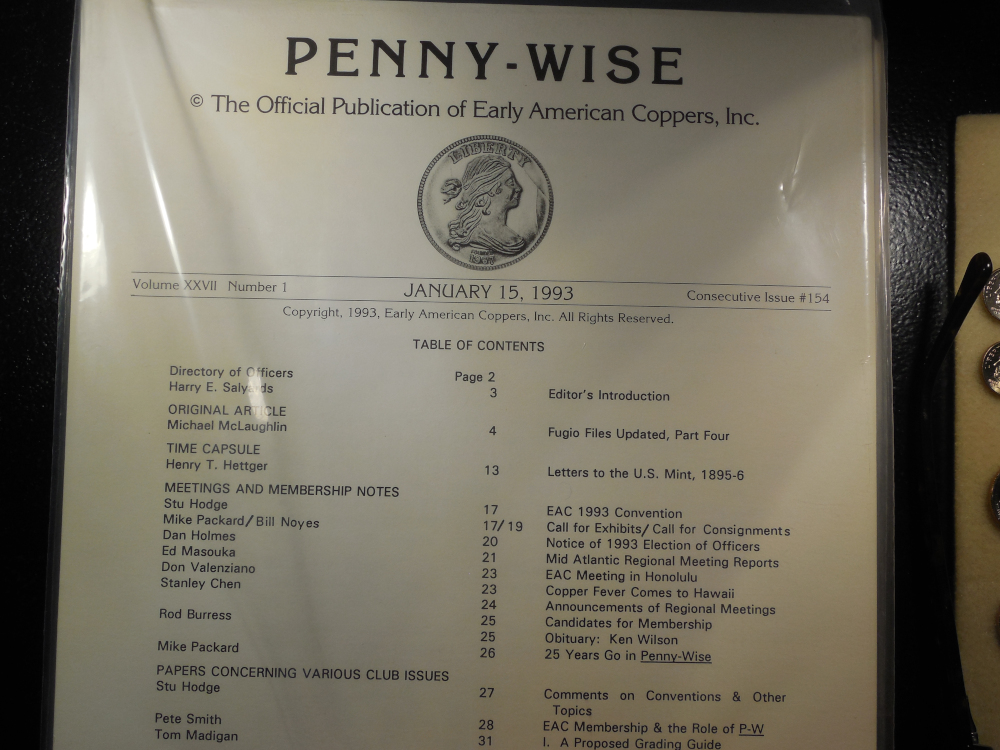 PENNY-WISE
© The Official Publication of Early American Coppers, Inc.
LIBERTY
Volume XXVII Number 1 JANUARY 15, 1993 Consecutive Issue #154
Copyright, 1993, Early American Coppers, Inc. All Rights Reserved.
TABLE OF CONTENTS
Directory of Officers Page 2
Harry E. Salyards 3 Editor's Introduction
ORIGINAL ARTICLE
Michael McLaughlin 4 Fugio Files Updated, Part Four
TIME CAPSULE
Henry T. Hettger 13 Letters to the U.S. Mint, 1895-6
MEETINGS AND MEMBERSHIP NOTES
Stu Hodge 17 EAC 1993 Convention
Mike Packard/Bill Noyes 17/19 Call for Exhibits/Call for Consignments
Dan Holmes 20 Notice of 1993 Election of Officers
Ed Masouka 21 Mid Atlantic Regional Meeting Reports
Don Valenziano 23 EAC Meeting in Honolulu
Stanley Chen 23 Copper Fever Comes to Hawaii
24 Announcements of Regional Meetings
Rod Burress 25 Candidates for Membership
25 Obituary: Ken Wilson
Mike Packard 26 25 Years Go in Penny-Wise
PAPERS CONCERNING VARIOUS CLUB ISSUES
Stu Hodge 27 Comments on Conventions & Other
Topics
Pete Smith 28 EAC Membership & the Role of P-W
Tom Madigan 31 I. A Proposed Grading Guide